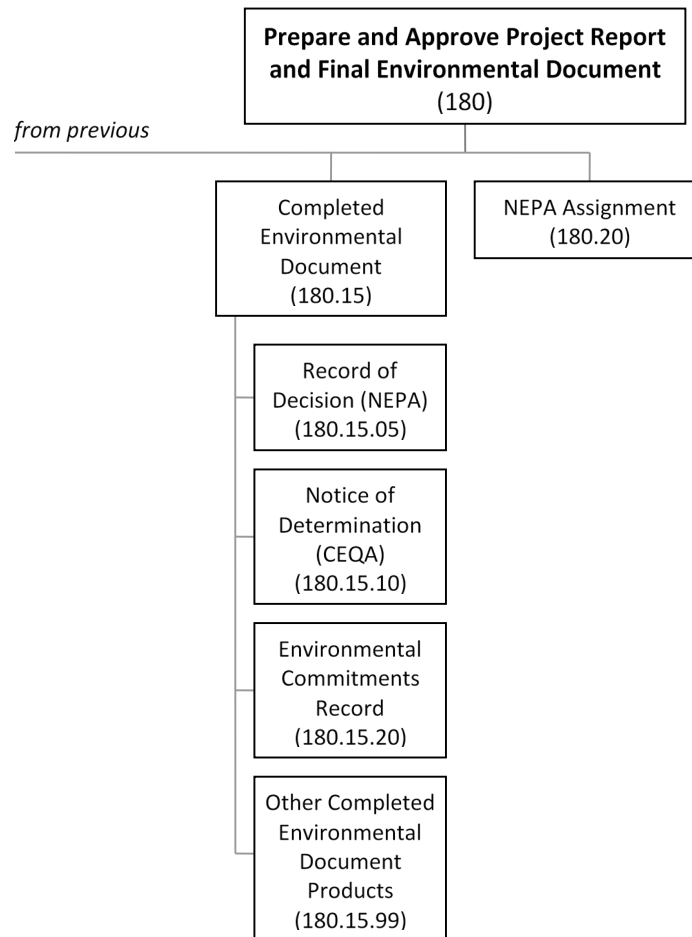 Prepare and Approve Project Report
and Final Environmental Document
(180)
from previous
Completed
Environmental
Document
(180.15)
NEPA Assignment
(180.20)
Record of
Decision (NEPA)
(180.15.05)
Notice of
Determination
(CEQA)
(180.15.10)
Environmental
Commitments
Record
(180.15.20)
Other Completed
Environmental
Document
Products
(180.15.99)